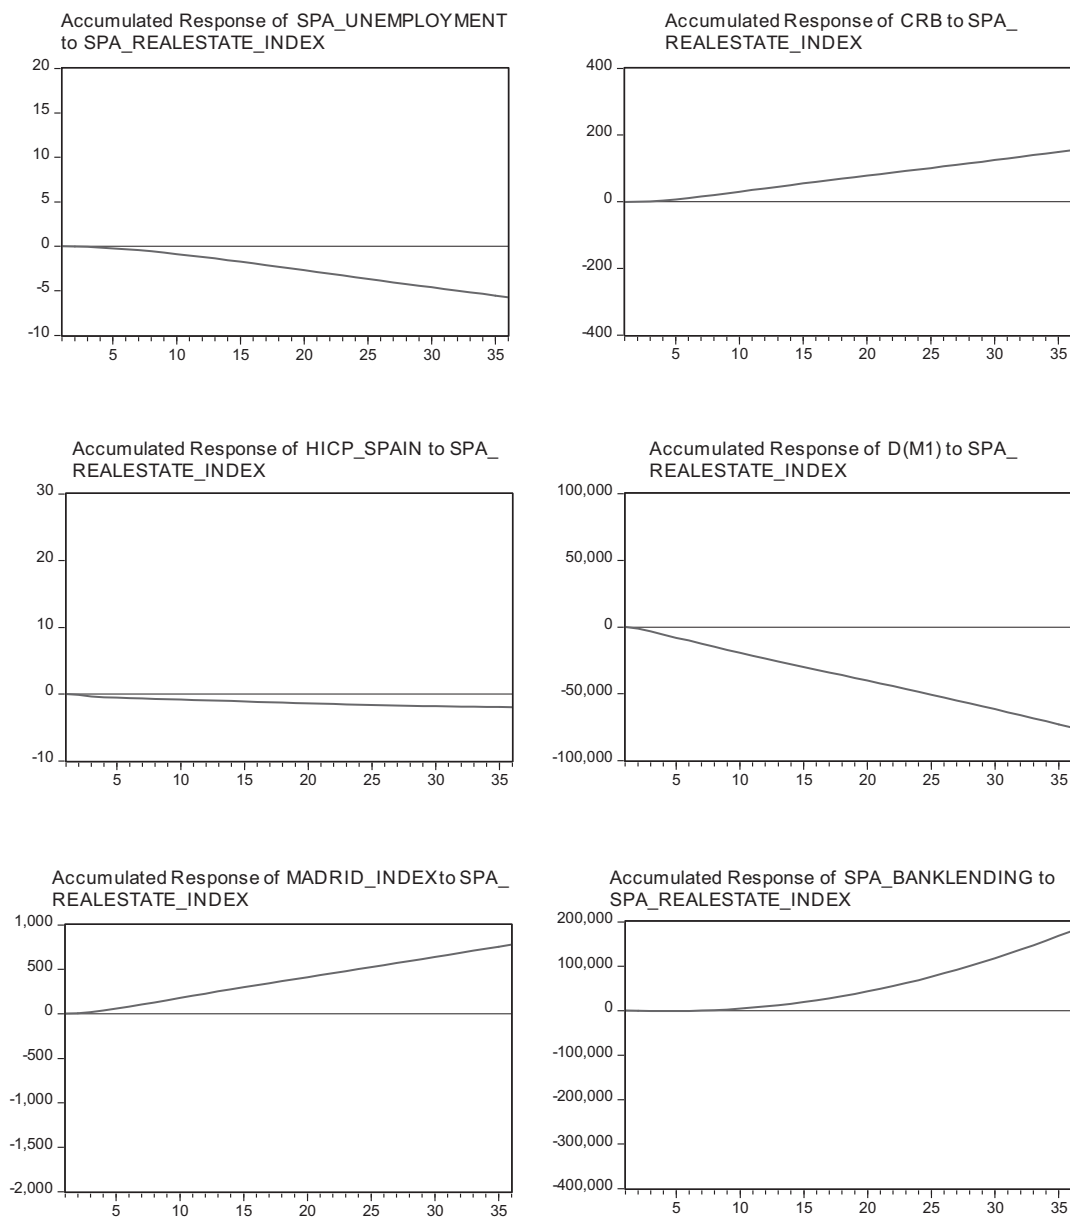 Accumulated Response of SPA_UNEMPLOYMENT
to SPA_REALESTATE_INDEX
20
15
10
5
0
-5
-10
5 10 15 20 25 30 35
Accumulated Response of CRB to SPA_
REALESTATE_INDEX
400
200
0
-200
-400
5 10 15 20 25 30 35
Accumulated Response of HICP_SPAIN to SPA_
REALESTATE_INDEX
30
20
10
0
-10
5 10 15 20 25 30 35
Accumulated Response of D(M1) to SPA_
REALESTATE_INDEX
100,000
50,000
0
-50,000
-100,000
5 10 15 20 25 30 35
Accumulated Response of MADRID_INDEX to SPA_
REALESTATE_INDEX
1,000
500
0
-500
-1,000
-1,500
-2,000
5 10 15 20 25 30 35
Accumulated Response of SPA_BANKLENDING to
SPA_REALESTATE_INDEX
200,000
100,000
0
-100,000
-200,000
-300,000
-400,000
5 10 15 20 25 30 35